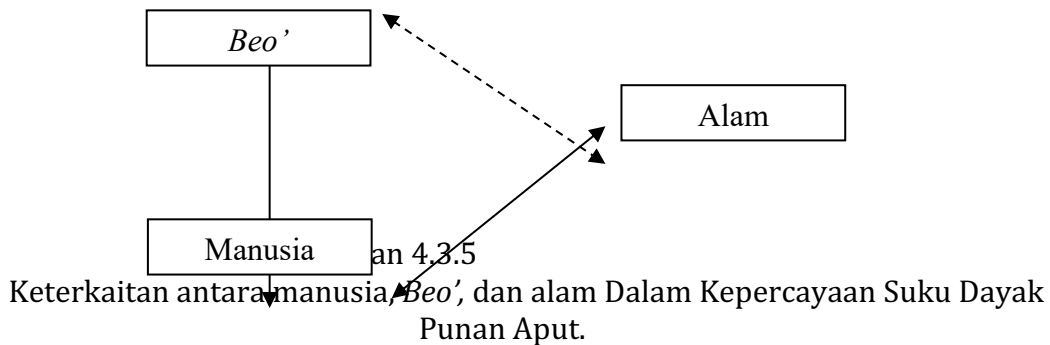 Beo’
Alam
Manusia
an 4.3.5
Keterkaitan antara manusia, Beo’, dan alam Dalam Kepercayaan Suku Dayak
Punan Aput.